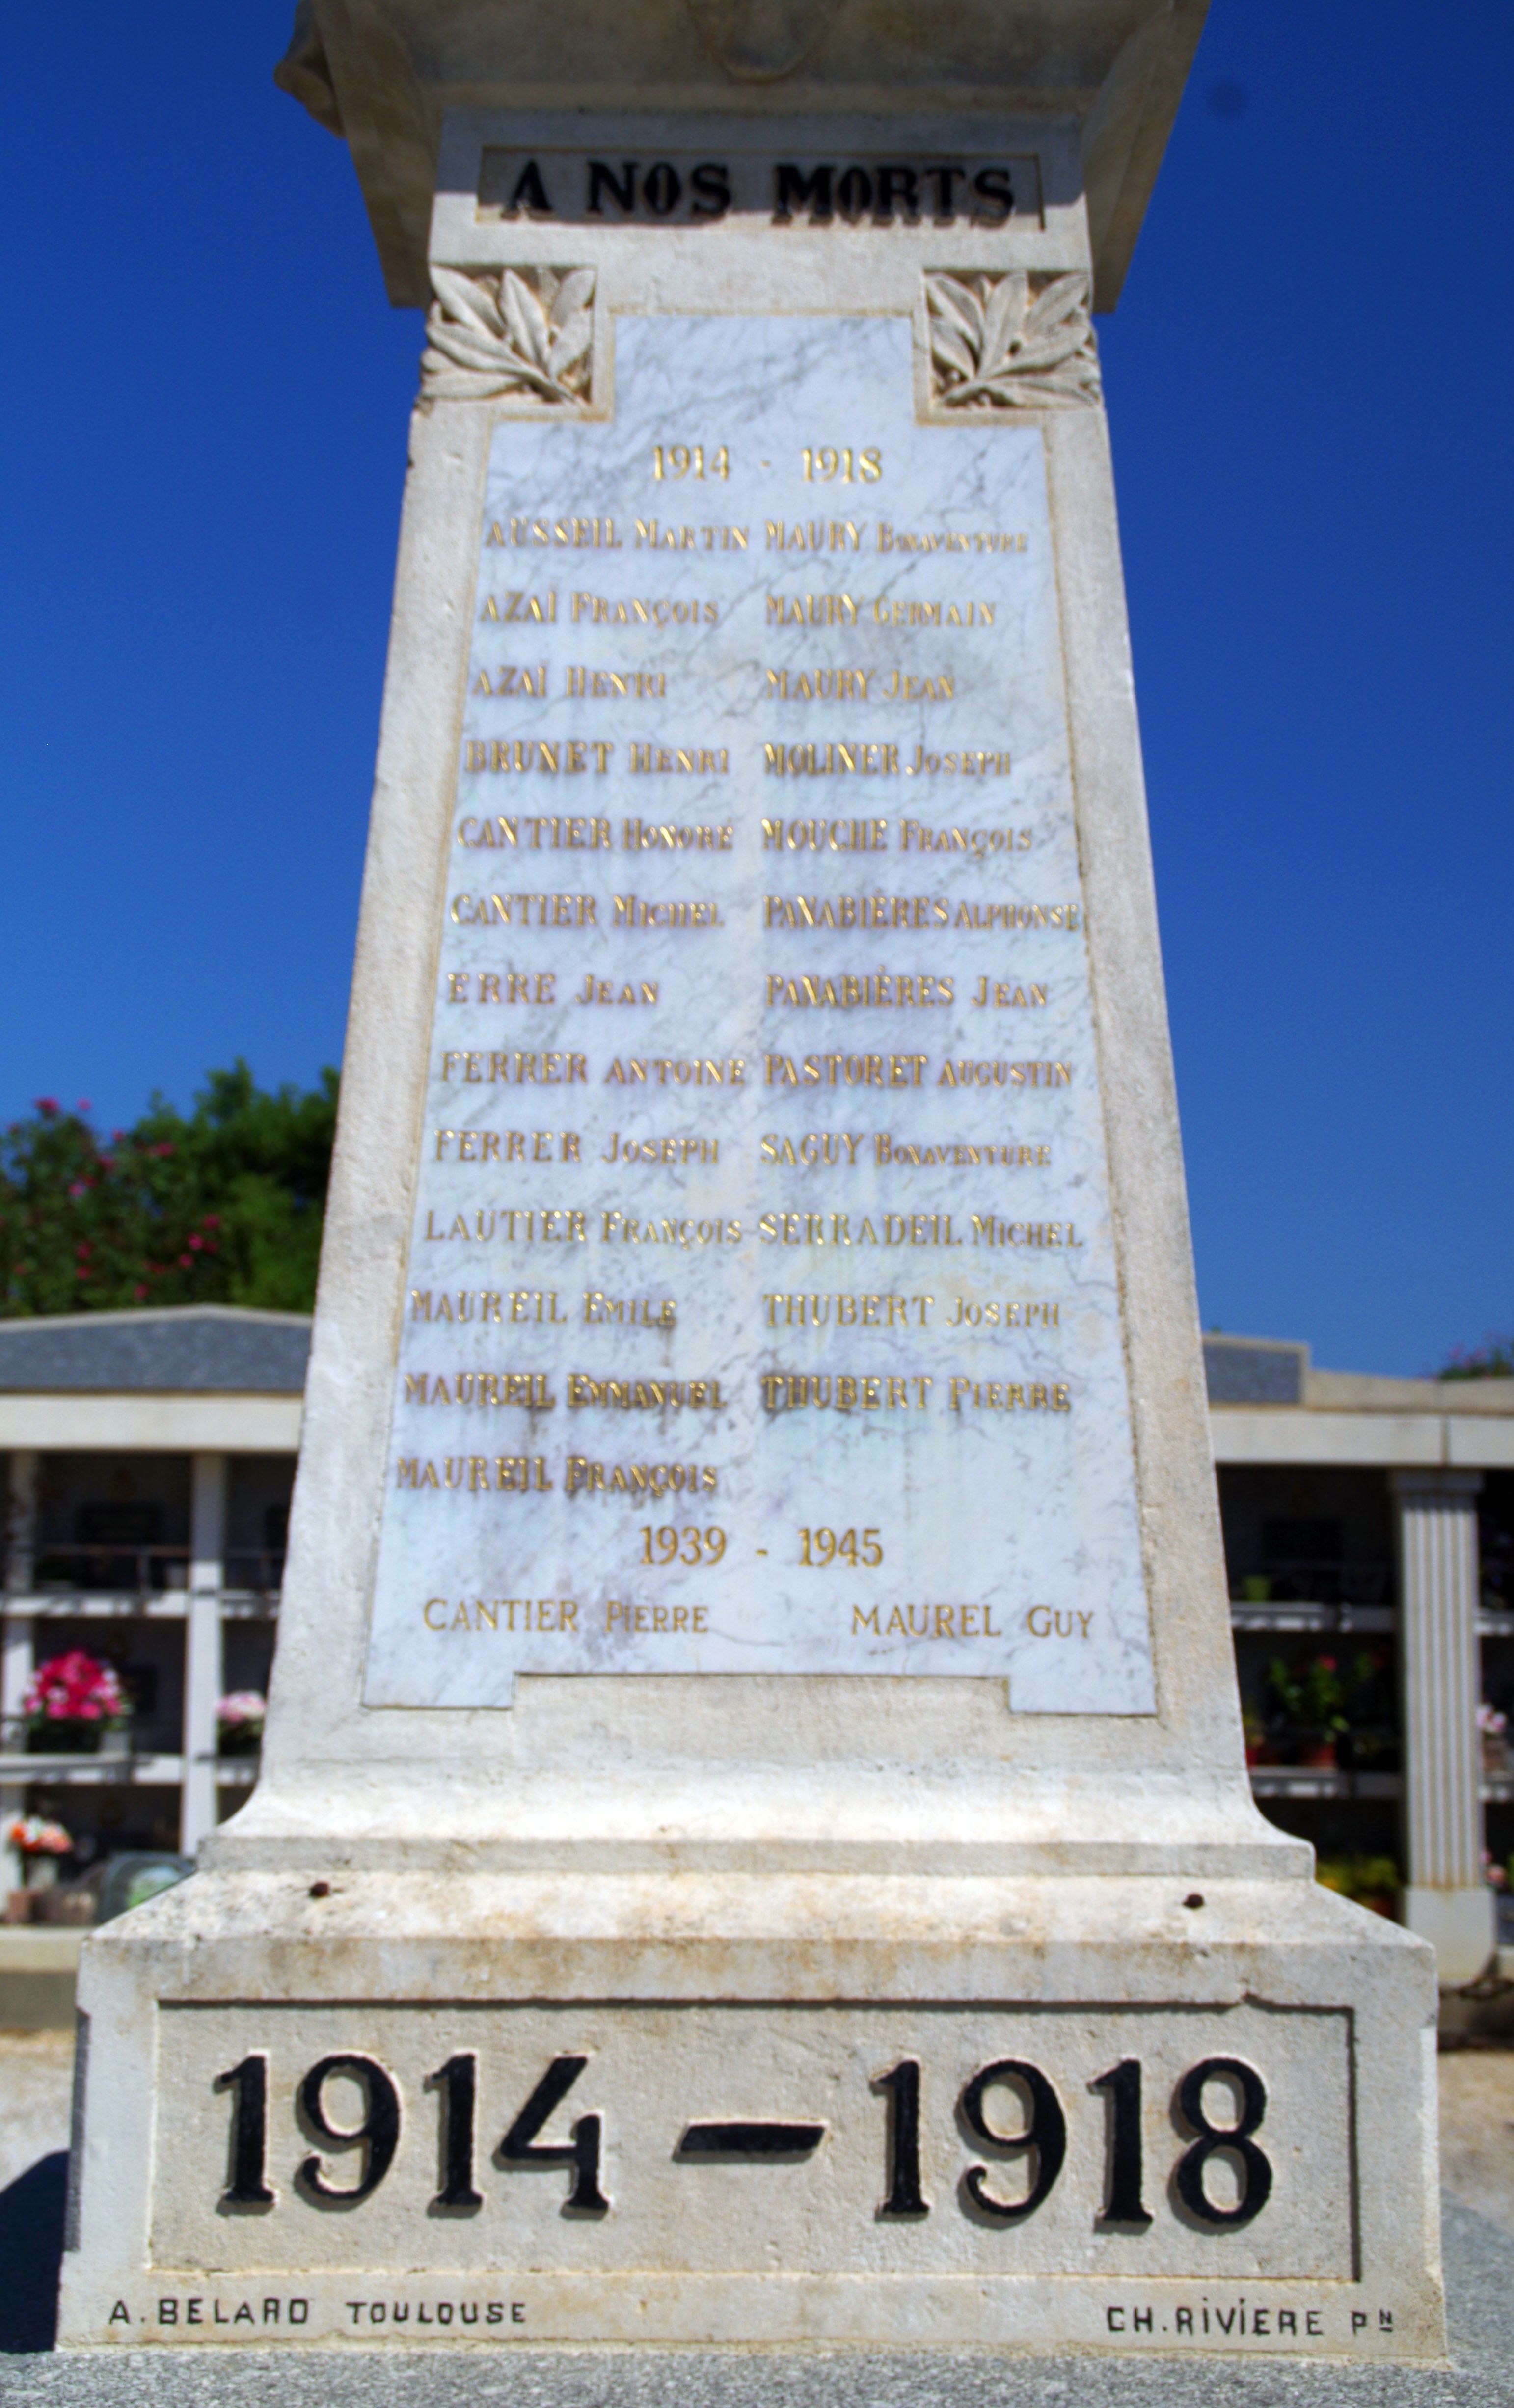 A NOS MORTS
1914 - 1918
AUSSEIL MARTIN MAURY BONAVENTURE
AZAÏ FRANÇOIS MAURY GERMAIN
AZAÏ HENRI MAURY JEAN
BRUNET HENRI MOLINER JOSEPH
CANTIER HONORÉ MOUCHE FRANÇOIS
CANTIER MICHEL PANABIÈRES ALPHONSE
ERRE JEAN PANABIÈRES JEAN
FERRER ANTOINE PASTORET AUGUSTIN
FERRER JOSEPH SAGUY BONAVENTURE
LAUTIER FRANÇOIS SERRADEIL MICHEL
MAUREIL EMILE THUBERT JOSEPH
MAUREIL EMMANUEL THUBERT PIERRE
MAUREIL FRANÇOIS
1939 - 1945
CANTIER PIERRE MAUREL GUY
1914 — 1918
A. BELARD TOULOUSE CH. RIVIERE PN